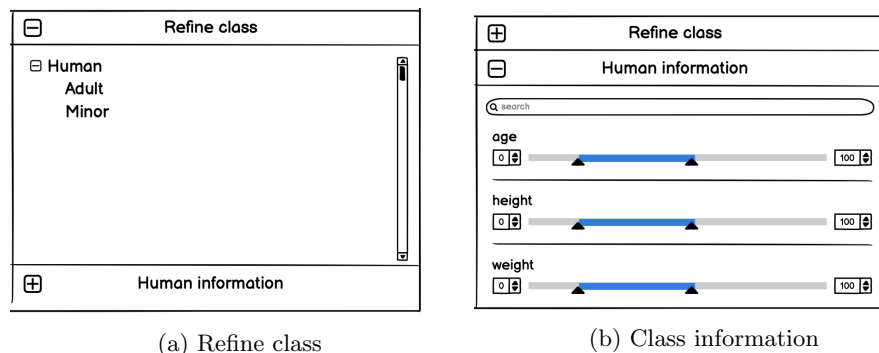 Refine class
Human
Adult
Minor
Human information
(a) Refine class
Refine class
Human information
search
age
0 100
height
0 100
weight
0 100
(b) Class information